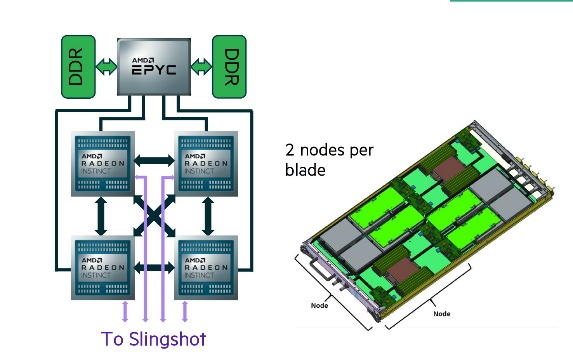 DDR
AMD
EPYC
DDR
AMD
RADEON
INSTINCT
AMD
RADEON
INSTINCT
2 nodes per
blade
AMD
RADEON
INSTINCT
AMD
RADEON
INSTINCT
Node
Node
To Slingshot